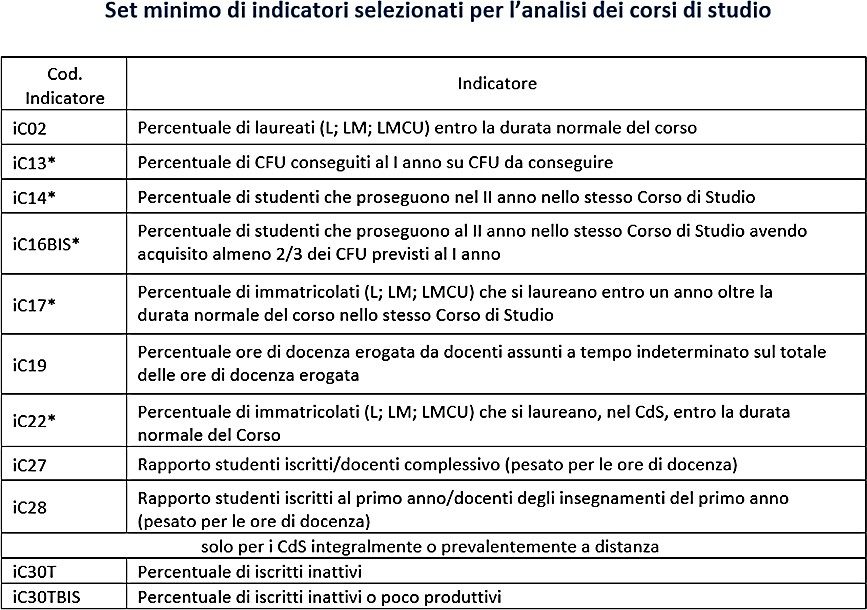 Set minimo di indicatori selezionati per l’analisi dei corsi di studio
Cod.
Indicatore
Indicatore
iC02
Percentuale di laureati (L; LM; LMCU) entro la durata normale del corso
iC13*
Percentuale di CFU conseguiti al I anno su CFU da conseguire
iC14*
Percentuale di studenti che proseguono nel II anno nello stesso Corso di Studio
iC16BIS*
Percentuale di studenti che proseguono al II anno nello stesso Corso di Studio avendo
acquisito almeno 2/3 dei CFU previsti al I anno
iC17*
Percentuale di immatricolati (L; LM; LMCU) che si laureano entro un anno oltre la
durata normale del corso nello stesso Corso di Studio
iC19
Percentuale ore di docenza erogata da docenti assunti a tempo indeterminato sul totale
delle ore di docenza erogata
iC22*
Percentuale di immatricolati (L; LM; LMCU) che si laureano, nel CdS, entro la durata
normale del Corso
iC27
Rapporto studenti iscritti/docenti complessivo (pesato per le ore di docenza)
iC28
Rapporto studenti iscritti al primo anno/docenti degli insegnamenti del primo anno
(pesato per le ore di docenza)
solo per i CdS integralmente o prevalentemente a distanza
iC30T
Percentuale di iscritti inattivi
iC30TBIS
Percentuale di iscritti inattivi o poco produttivi